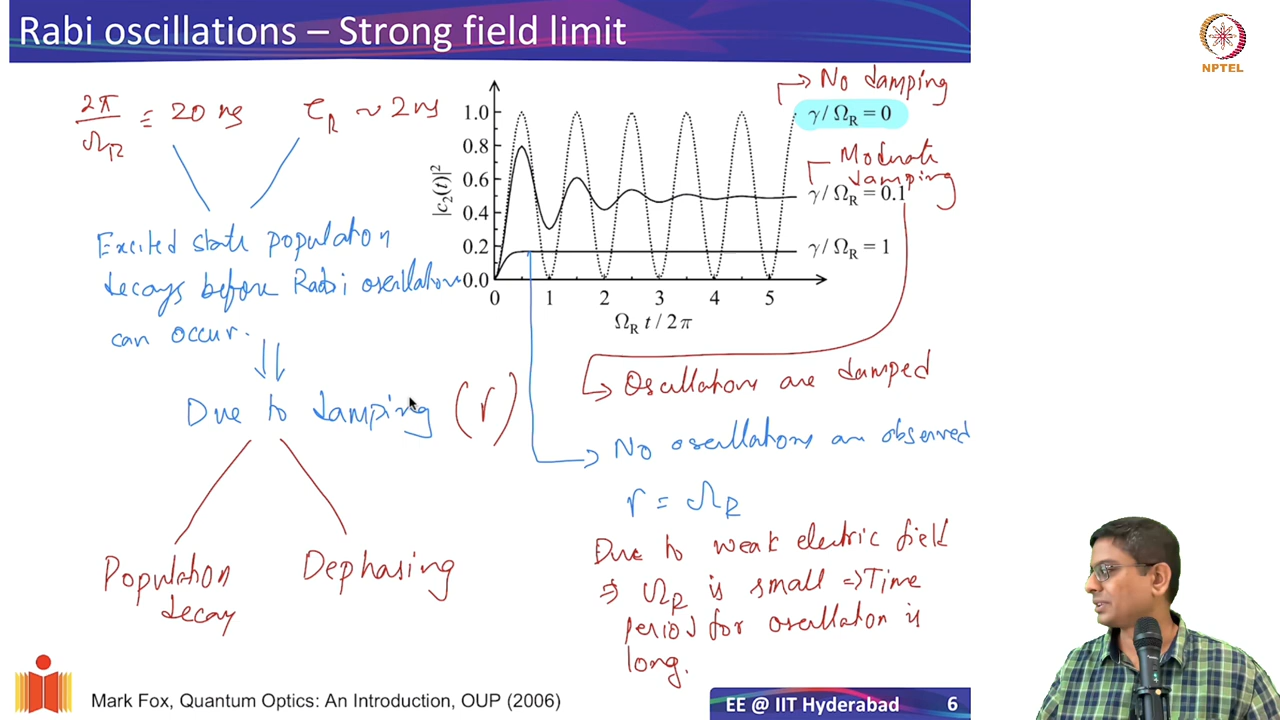 Rabi oscillations – Strong field limit
NPTEL
2π / Ω_R ≡ 20 ns
τ_R ~ 2 ns
Excited state population
decays before Rabi oscillation
can occur.
Due to damping (γ)
Population
decay
Dephasing
|c₂(t)|²
1.0
0.8
0.6
0.4
0.2
0.0
0 1 2 3 4 5
Ω_R t / 2π
No damping
γ / Ω_R = 0
Moderate
damping
γ / Ω_R = 0.1
γ / Ω_R = 1
Oscillations are damped
No oscillations are observed
γ = Ω_R
Due to weak electric field
⇒ Ω_R is small ⇒ Time
period for oscillation is
long.
Mark Fox, Quantum Optics: An Introduction, OUP (2006)
EE @ IIT Hyderabad 6